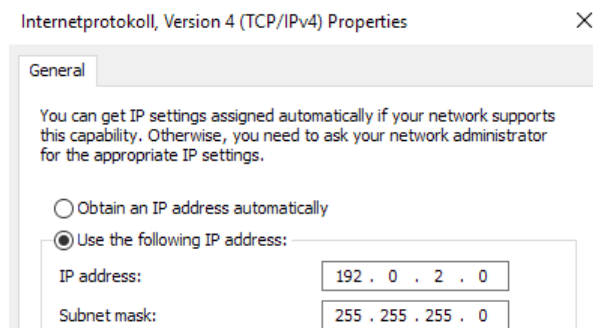 Internetprotokoll, Version 4 (TCP/IPv4) Properties
General
You can get IP settings assigned automatically if your network supports
this capability. Otherwise, you need to ask your network administrator
for the appropriate IP settings.
Obtain an IP address automatically
Use the following IP address:
IP address: 192 . 0 . 2 . 0
Subnet mask: 255 . 255 . 255 . 0